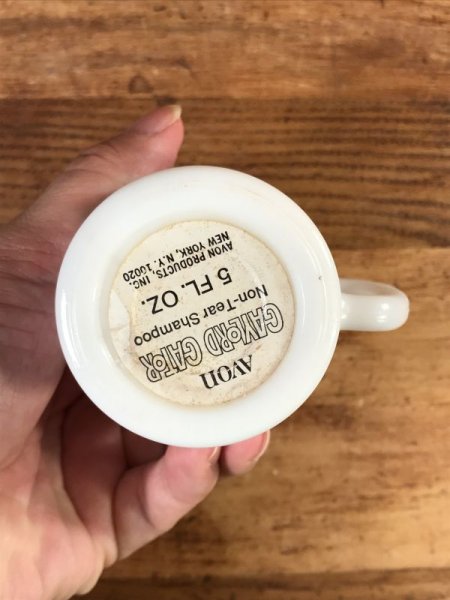 AVON
GAYLORD GATOR
Non-Tear Shampoo
5 FL. OZ.
AVON PRODUCTS, INC.
NEW YORK, N.Y. 10020